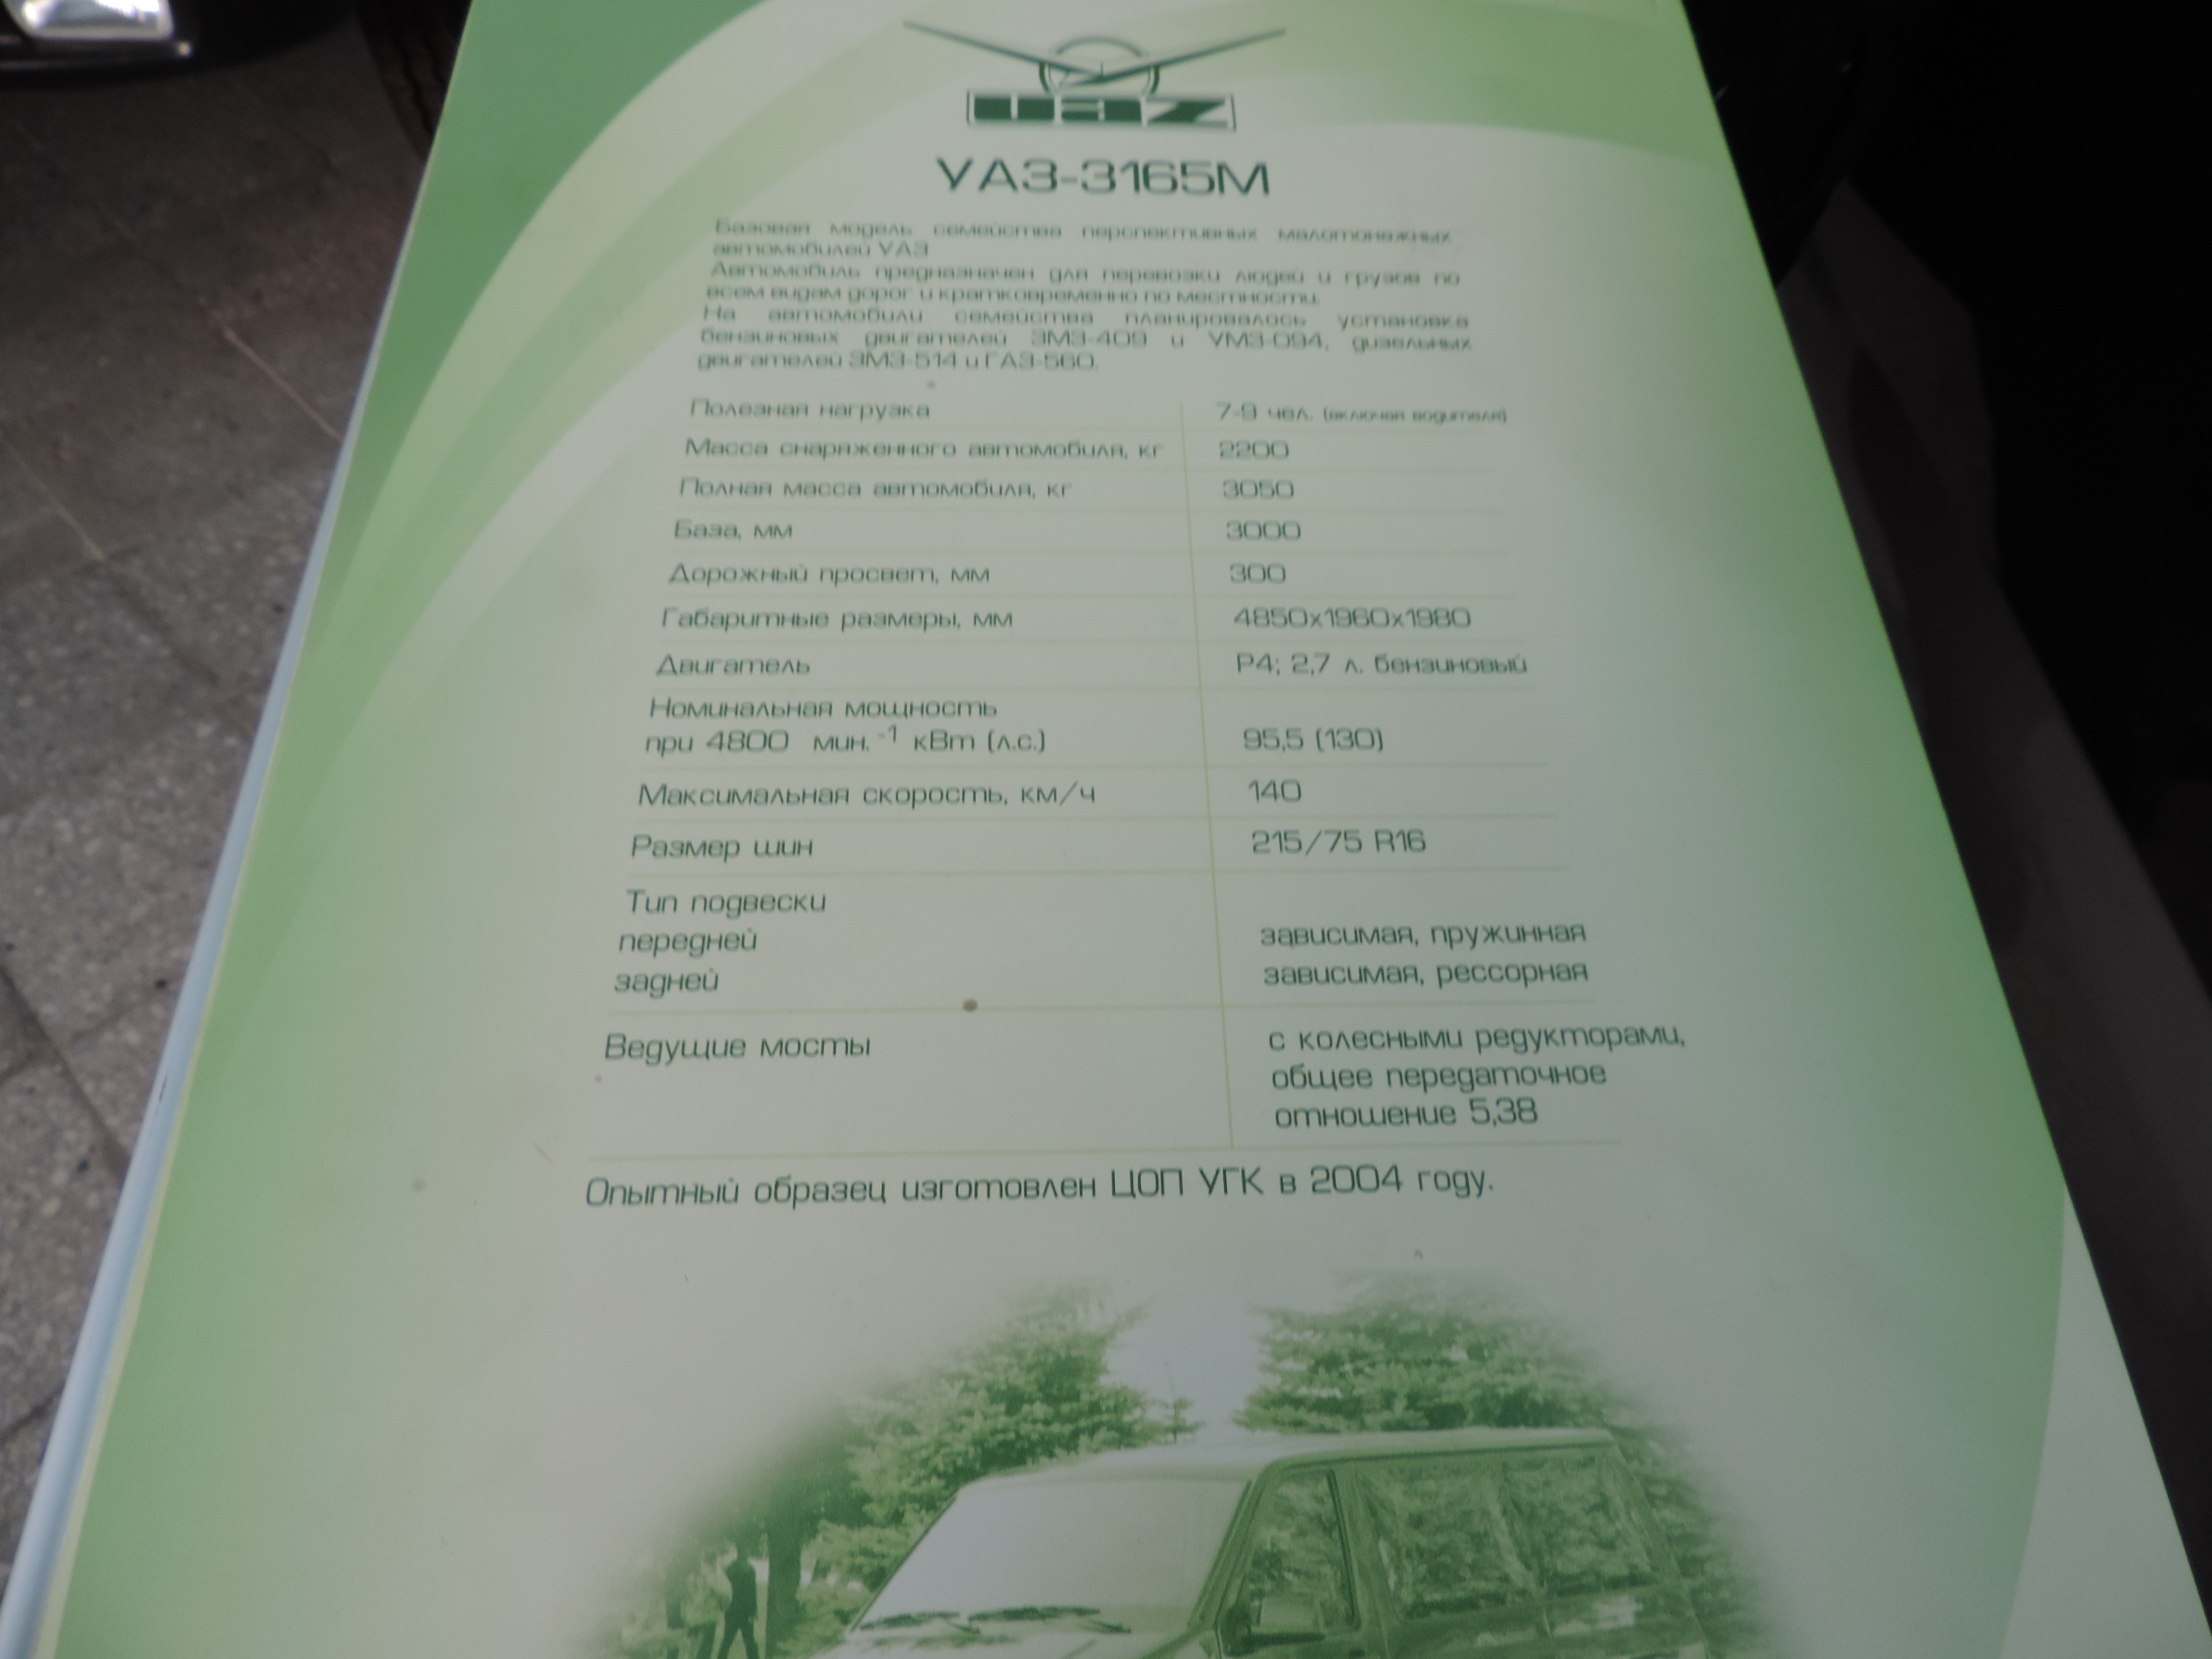 uaz
УАЗ-3165М
Базовая модель семейства перспективных малотонажных
автомобилей УАЗ
Автомобиль предназначен для перевозки людей и грузов по
всем видам дорог и кратковременно по местности.
На автомобили семейства планировалось установка
бензиновых двигателей ЗМЗ-409 и УМЗ-094, дизельных
двигателей ЗМЗ-514 и ГАЗ-560.
Полезная нагрузка 7-9 чел. (включая водителя)
Масса снаряженного автомобиля, кг 2200
Полная масса автомобиля, кг 3050
База, мм 3000
Дорожный просвет, мм 300
Габаритные размеры, мм 4850х1960х1980
Двигатель Р4; 2,7 л. бензиновый
Номинальная мощность
при 4800 мин.⁻¹ кВт (л.с.) 95,5 (130)
Максимальная скорость, км/ч 140
Размер шин 215/75 R16
Тип подвески
передней зависимая, пружинная
задней зависимая, рессорная
Ведущие мосты с колесными редукторами,
общее передаточное
отношение 5,38
Опытный образец изготовлен ЦОП УГК в 2004 году.